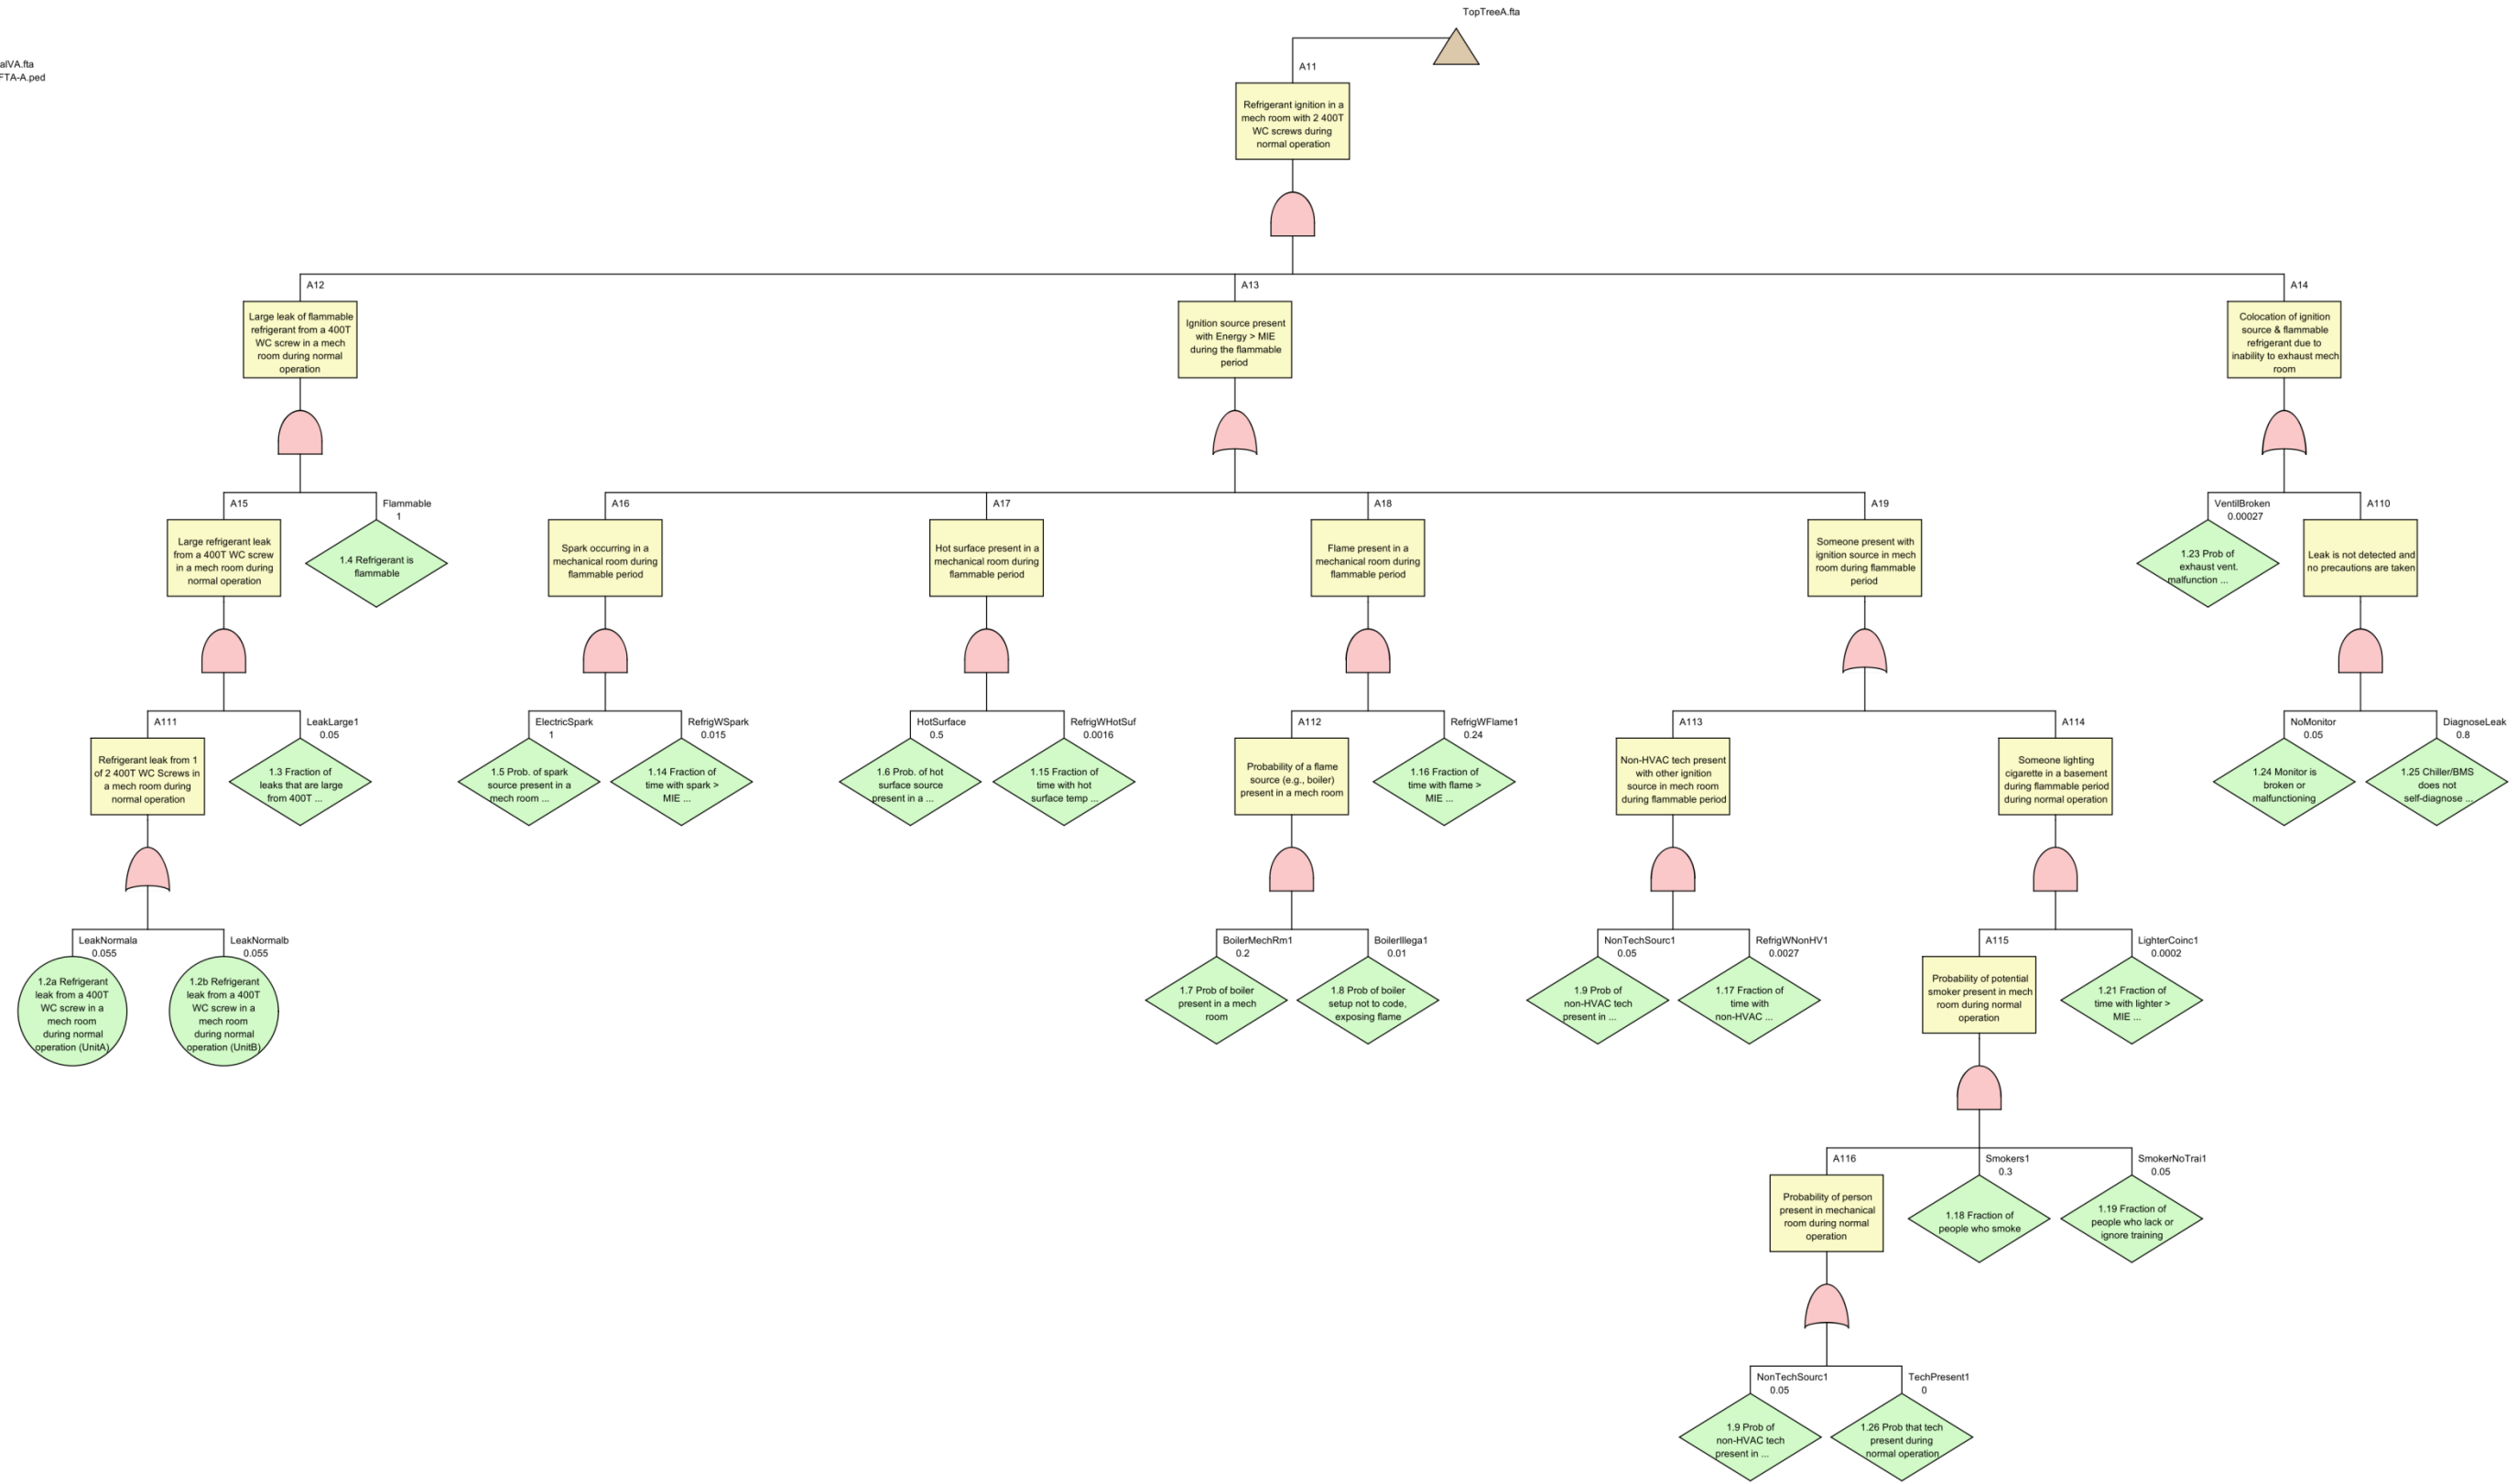 TopTreeA.fta
alVA.fta
FTA-A.ped
A11
Refrigerant ignition in a
mech room with 2 400T
WC screws during
normal operation
A12
Large leak of flammable
refrigerant from a 400T
WC screw in a mech
room during normal
operation
A13
Ignition source present
with Energy > MIE
during the flammable
period
A14
Colocation of ignition
source & flammable
refrigerant due to
inability to exhaust mech
room
A15
Large refrigerant leak
from a 400T WC screw
in a mech room during
normal operation
Flammable
1
1.4 Refrigerant is
flammable
A16
Spark occurring in a
mechanical room during
flammable period
A17
Hot surface present in a
mechanical room during
flammable period
A18
Flame present in a
mechanical room during
flammable period
A19
Someone present with
ignition source in mech
room during flammable
period
VentilBroken
0.00027
1.23 Prob of
exhaust vent.
malfunction ...
A110
Leak is not detected and
no precautions are taken
A111
Refrigerant leak from 1
of 2 400T WC Screws in
a mech room during
normal operation
LeakLarge1
0.05
1.3 Fraction of
leaks that are large
from 400T ...
ElectricSpark
1
1.5 Prob. of spark
source present in a
mech room ...
RefrigWSpark
0.015
1.14 Fraction of
time with spark >
MIE ...
HotSurface
0.5
1.6 Prob. of hot
surface source
present in a ...
RefrigWHotSuf
0.0016
1.15 Fraction of
time with hot
surface temp ...
A112
Probability of a flame
source (e.g., boiler)
present in a mech room
RefrigWFlame1
0.24
1.16 Fraction of
time with flame >
MIE ...
A113
Non-HVAC tech present
with other ignition
source in mech room
during flammable period
A114
Someone lighting
cigarette in a basement
during flammable period
during normal operation
NoMonitor
0.05
1.24 Monitor is
broken or
malfunctioning
DiagnoseLeak
0.8
1.25 Chiller/BMS
does not
self-diagnose ...
LeakNormala
0.055
1.2a Refrigerant
leak from a 400T
WC screw in a
mech room
during normal
operation (UnitA)
LeakNormalb
0.055
1.2b Refrigerant
leak from a 400T
WC screw in a
mech room
during normal
operation (UnitB)
BoilerMechRm1
0.2
1.7 Prob of boiler
present in a mech
room
BoilerIllega1
0.01
1.8 Prob of boiler
setup not to code,
exposing flame
NonTechSourc1
0.05
1.9 Prob of
non-HVAC tech
present in ...
RefrigWNonHV1
0.0027
1.17 Fraction of
time with
non-HVAC ...
A115
Probability of potential
smoker present in mech
room during normal
operation
LighterCoinc1
0.0002
1.21 Fraction of
time with lighter >
MIE ...
A116
Probability of person
present in mechanical
room during normal
operation
Smokers1
0.3
1.18 Fraction of
people who smoke
SmokerNoTrai1
0.05
1.19 Fraction of
people who lack or
ignore training
NonTechSourc1
0.05
1.9 Prob of
non-HVAC tech
present in ...
TechPresent1
0
1.26 Prob that tech
present during
normal operation